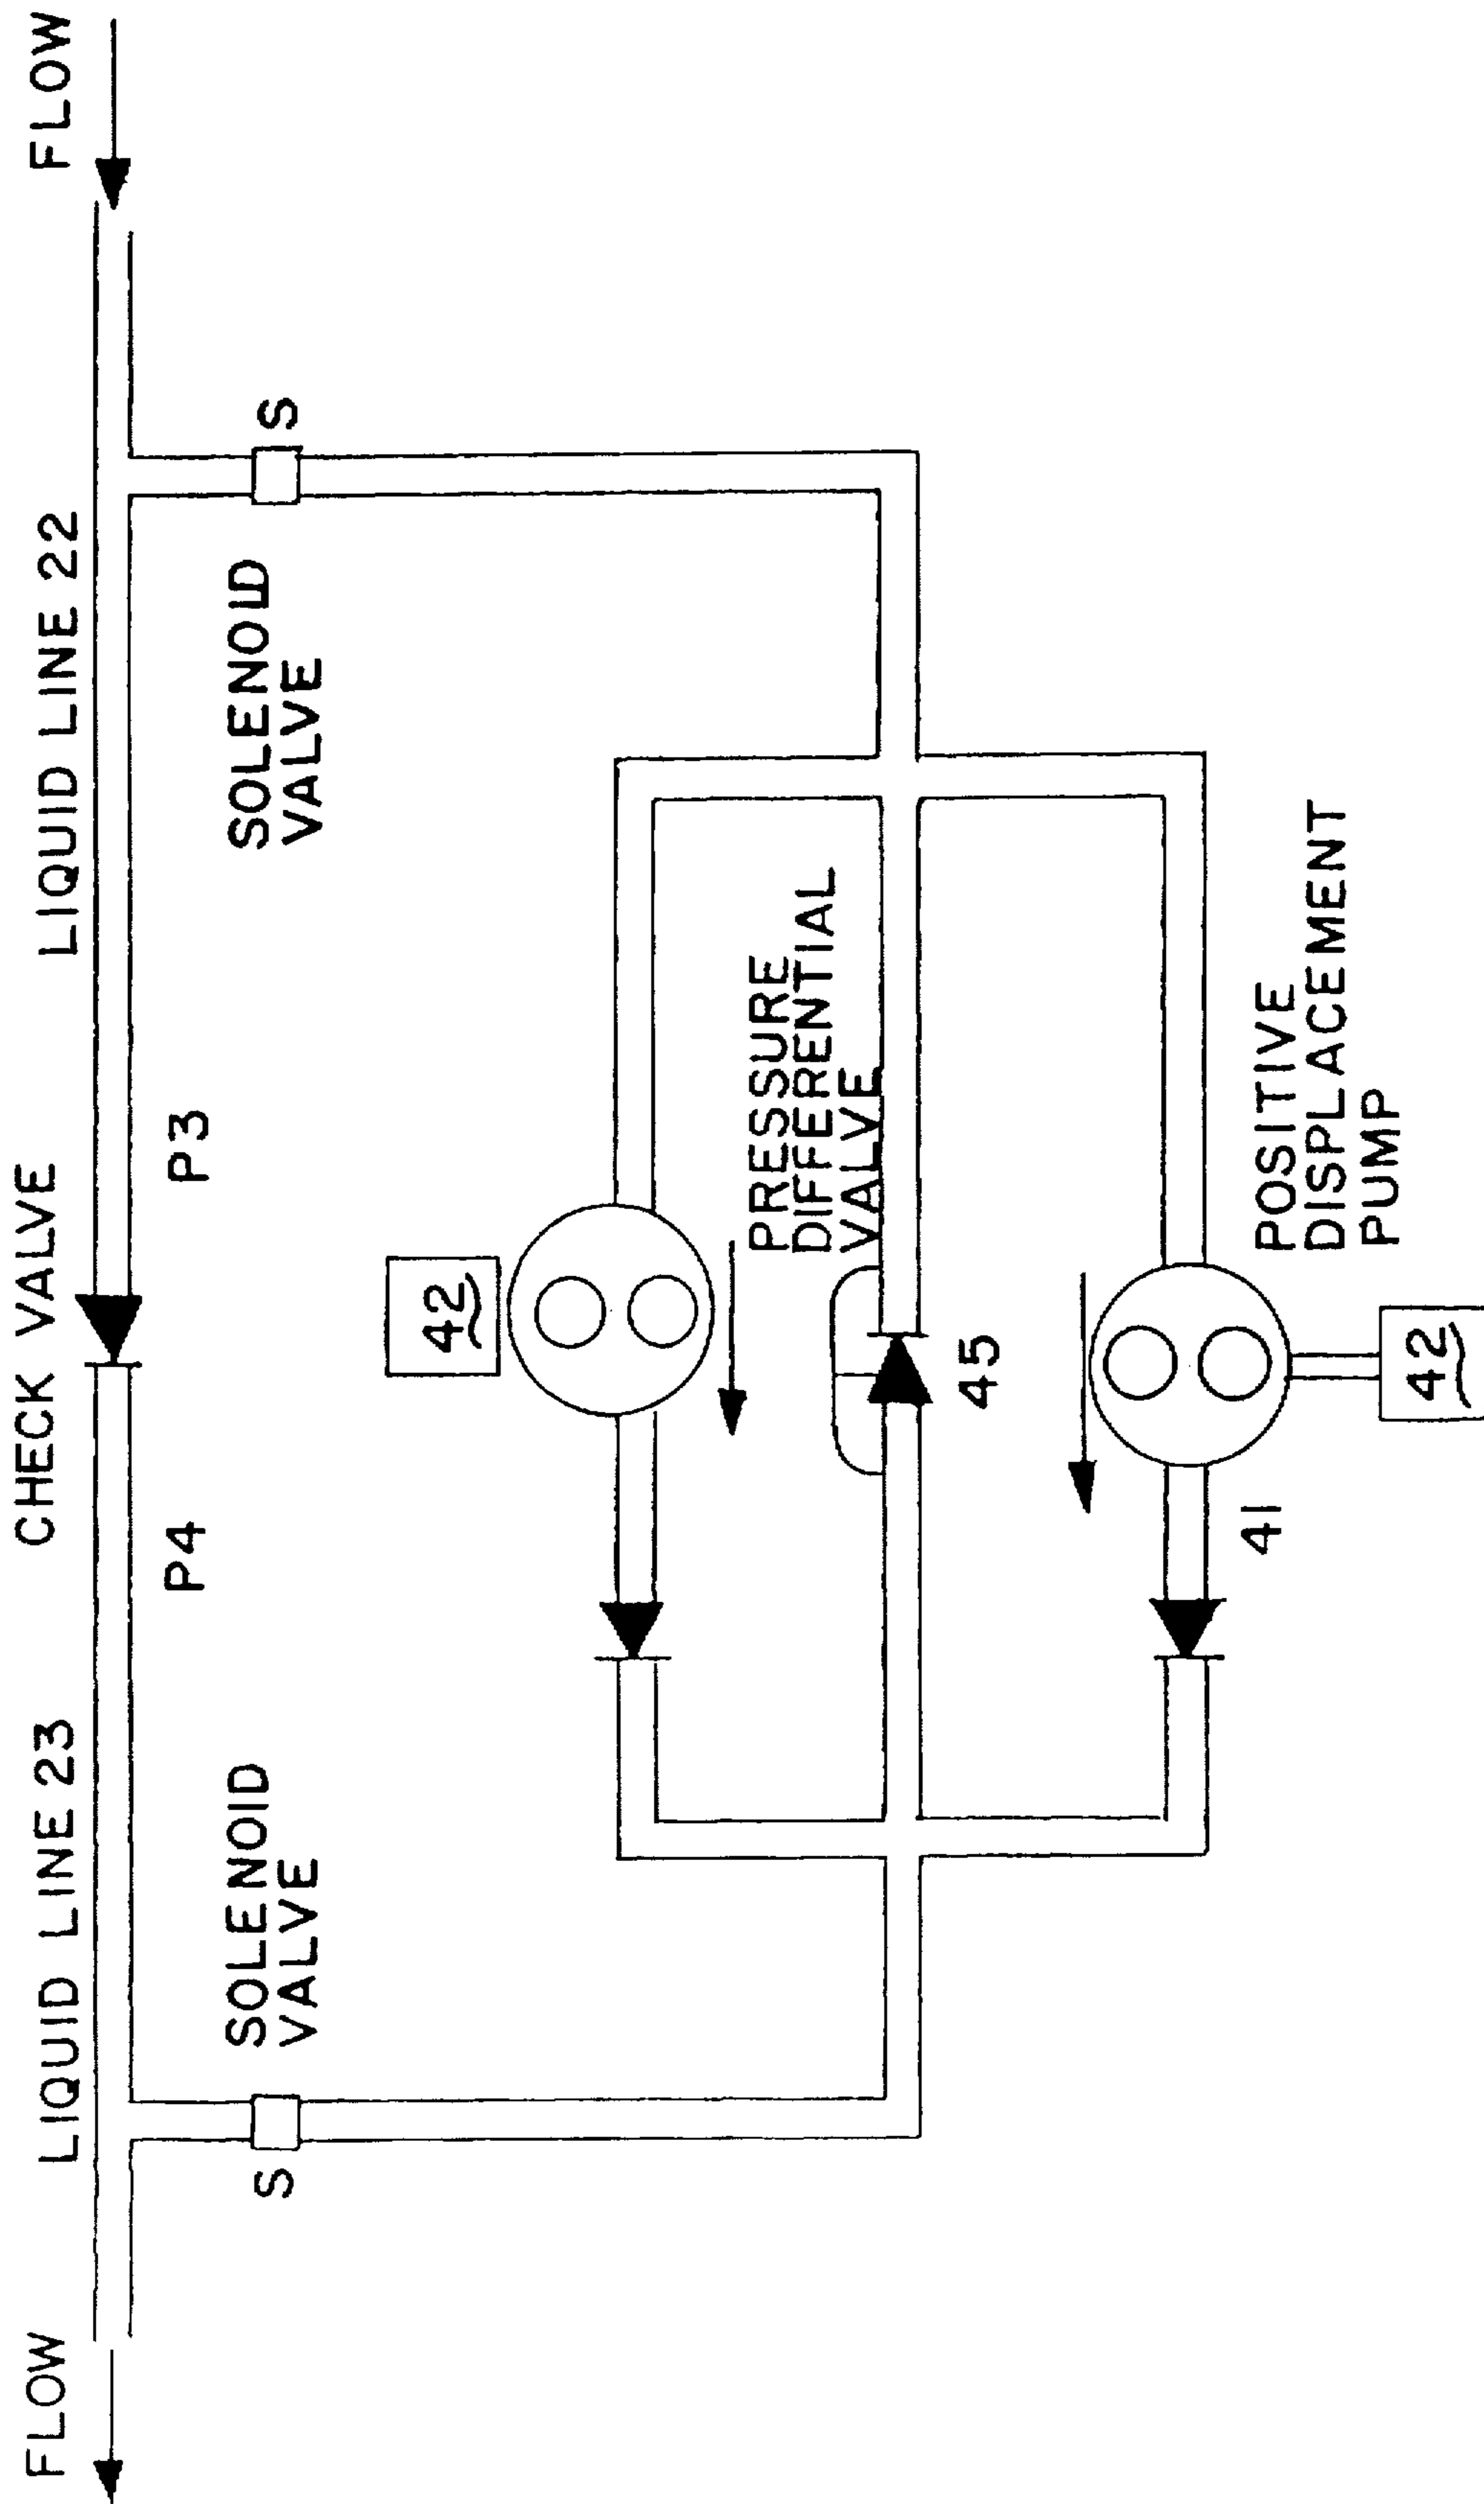 FLOW
LIQUID LINE 23
CHECK VALVE
LIQUID LINE 22
FLOW
P4
P3
S
SOLENOID
VALVE
SOLENOID
VALVE
S
42
PRESSURE
DIFFERENTIAL
VALVE
45
41
POSITIVE
DISPLACEMENT
PUMP
42